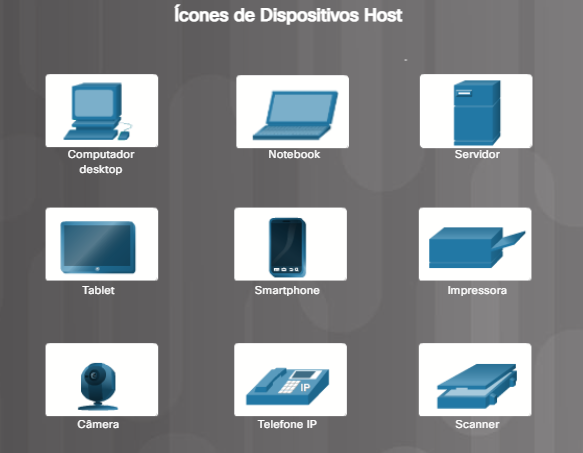 Ícones de Dispositivos Host
Computador
desktop
Notebook
Servidor
Tablet
Smartphone
Impressora
IP
Câmera
Telefone IP
Scanner